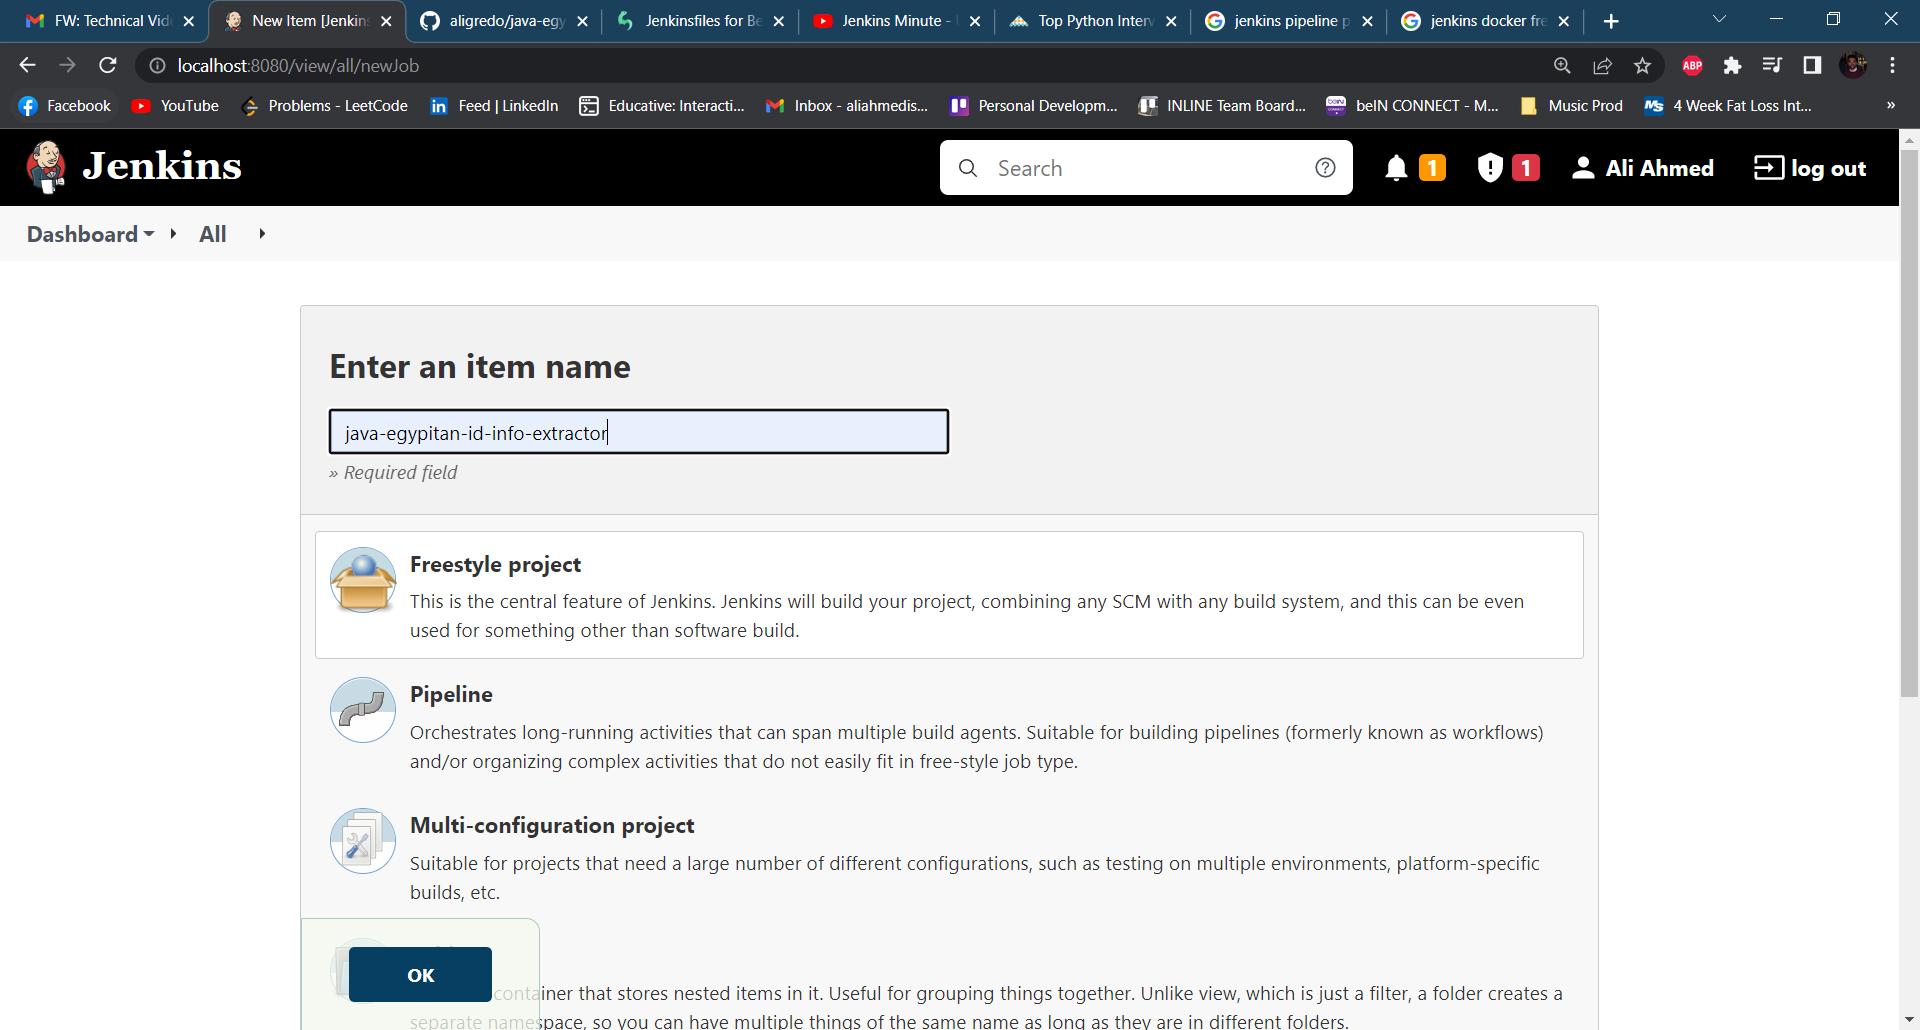 FW: Technical Vid
New Item [Jenkins
aligredo/java-egy
Jenkinsfiles for Be
Jenkins Minute -
Top Python Interv
jenkins pipeline p
jenkins docker fre
localhost:8080/view/all/newJob
ABP
Facebook
YouTube
Problems - LeetCode
Feed | LinkedIn
Educative: Interacti...
Inbox - aliahmedis...
Personal Developm...
INLINE Team Board...
beIN CONNECT - M...
Music Prod
4 Week Fat Loss Int...
»
Jenkins
Search
1
1
Ali Ahmed
log out
Dashboard
All
Enter an item name
java-egypitan-id-info-extractor
» Required field
Freestyle project
This is the central feature of Jenkins. Jenkins will build your project, combining any SCM with any build system, and this can be even
used for something other than software build.
Pipeline
Orchestrates long-running activities that can span multiple build agents. Suitable for building pipelines (formerly known as workflows)
and/or organizing complex activities that do not easily fit in free-style job type.
Multi-configuration project
Suitable for projects that need a large number of different configurations, such as testing on multiple environments, platform-specific
builds, etc.
OK
container that stores nested items in it. Useful for grouping things together. Unlike view, which is just a filter, a folder creates a
separate namespace, so you can have multiple things of the same name as long as they are in different folders.